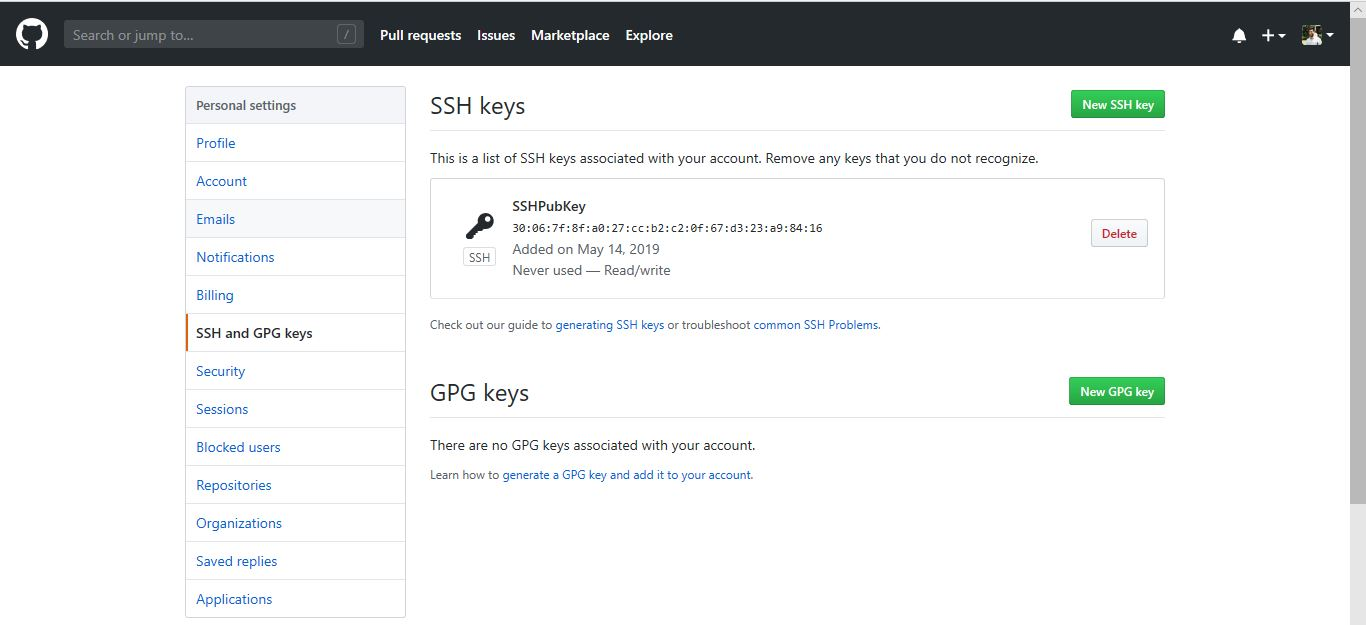 Search or jump to...
/
Pull requests
Issues
Marketplace
Explore
Personal settings
Profile
Account
Emails
Notifications
Billing
SSH and GPG keys
Security
Sessions
Blocked users
Repositories
Organizations
Saved replies
Applications
SSH keys
New SSH key
This is a list of SSH keys associated with your account. Remove any keys that you do not recognize.
SSH
SSHPubKey
30:06:7f:8f:a0:27:cc:b2:c2:0f:67:d3:23:a9:84:16
Added on May 14, 2019
Never used — Read/write
Delete
Check out our guide to generating SSH keys or troubleshoot common SSH Problems.
GPG keys
New GPG key
There are no GPG keys associated with your account.
Learn how to generate a GPG key and add it to your account.